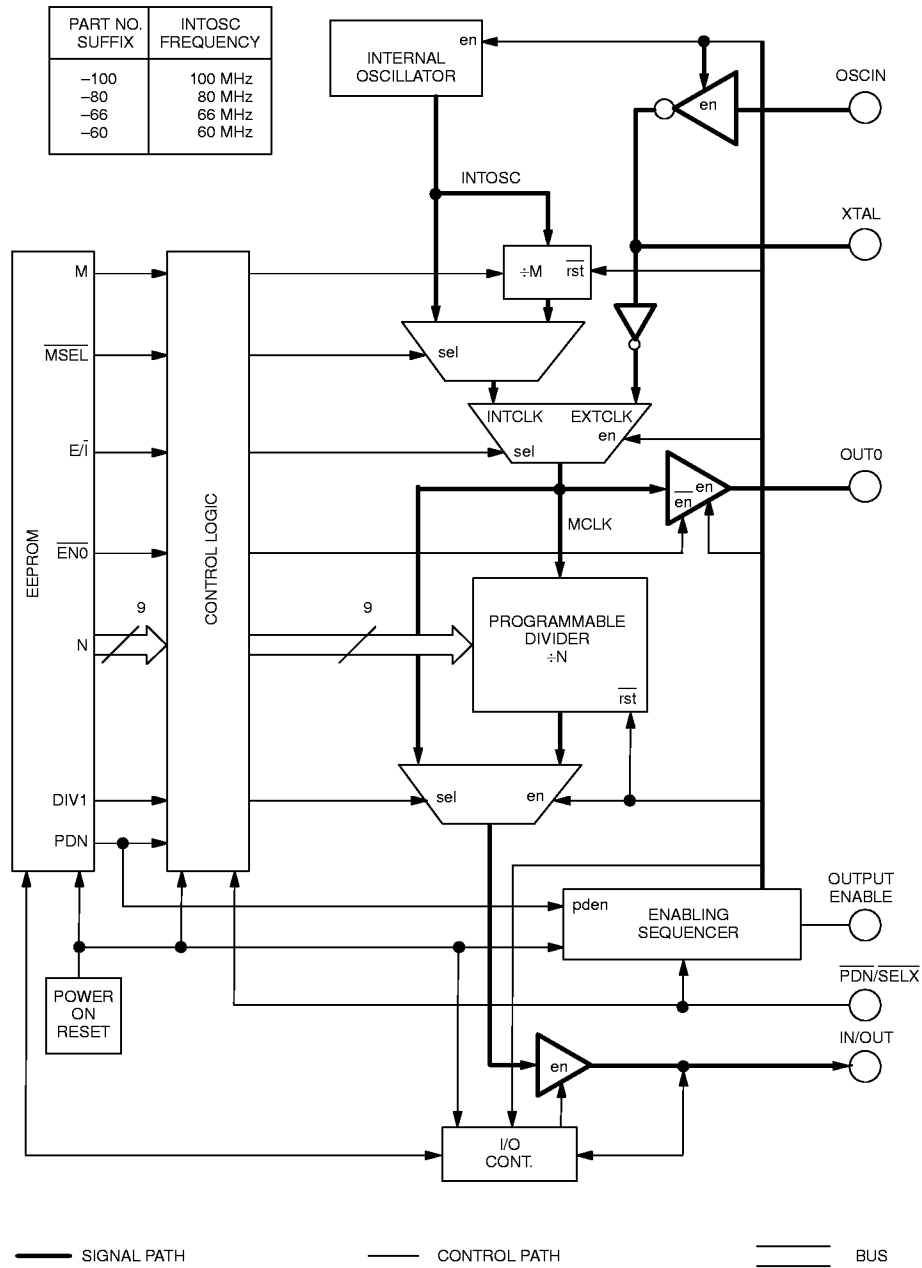 PART NO. SUFFIX
INTOSC FREQUENCY
–100 100 MHz
–80 80 MHz
–66 66 MHz
–60 60 MHz
INTERNAL
OSCILLATOR
en
en
OSCIN
INTOSC
XTAL
M
÷M
rst
MSEL
sel
INTCLK
EXTCLK
en
E/I
sel
OUT0
en
en
MCLK
EEPROM
CONTROL LOGIC
EN0
PROGRAMMABLE
DIVIDER
÷N
rst
9
9
N
DIV1
sel
en
PDN
OUTPUT
ENABLE
pden
ENABLING
SEQUENCER
PDN/SELX
POWER
ON
RESET
IN/OUT
en
I/O
CONT.
SIGNAL PATH
CONTROL PATH
BUS